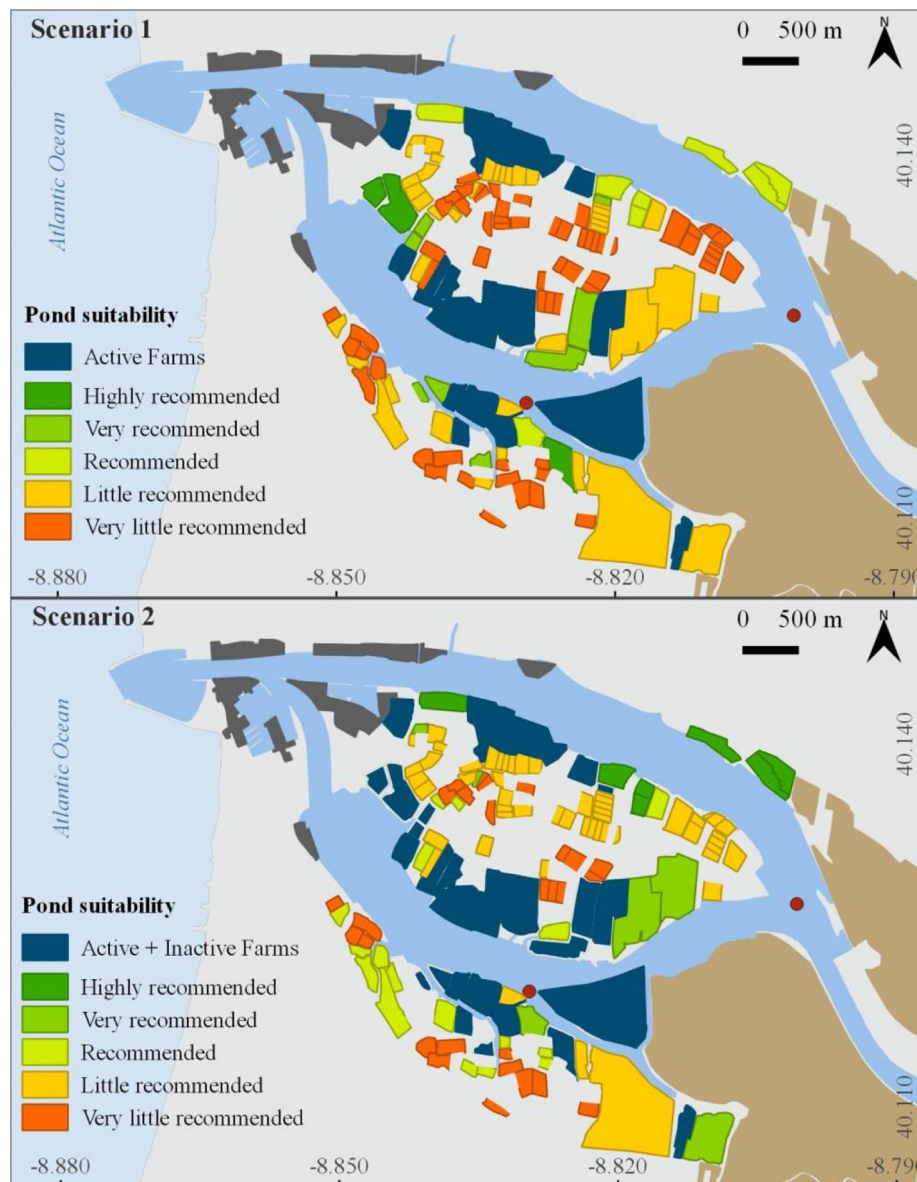 Scenario 1
0 500 m
N
Atlantic Ocean
40.140
Pond suitability
Active Farms
Highly recommended
Very recommended
Recommended
Little recommended
Very little recommended
40.110
-8.880
-8.850
-8.820
-8.790
Scenario 2
0 500 m
N
Atlantic Ocean
40.140
Pond suitability
Active + Inactive Farms
Highly recommended
Very recommended
Recommended
Little recommended
Very little recommended
40.110
-8.880
-8.850
-8.820
-8.790